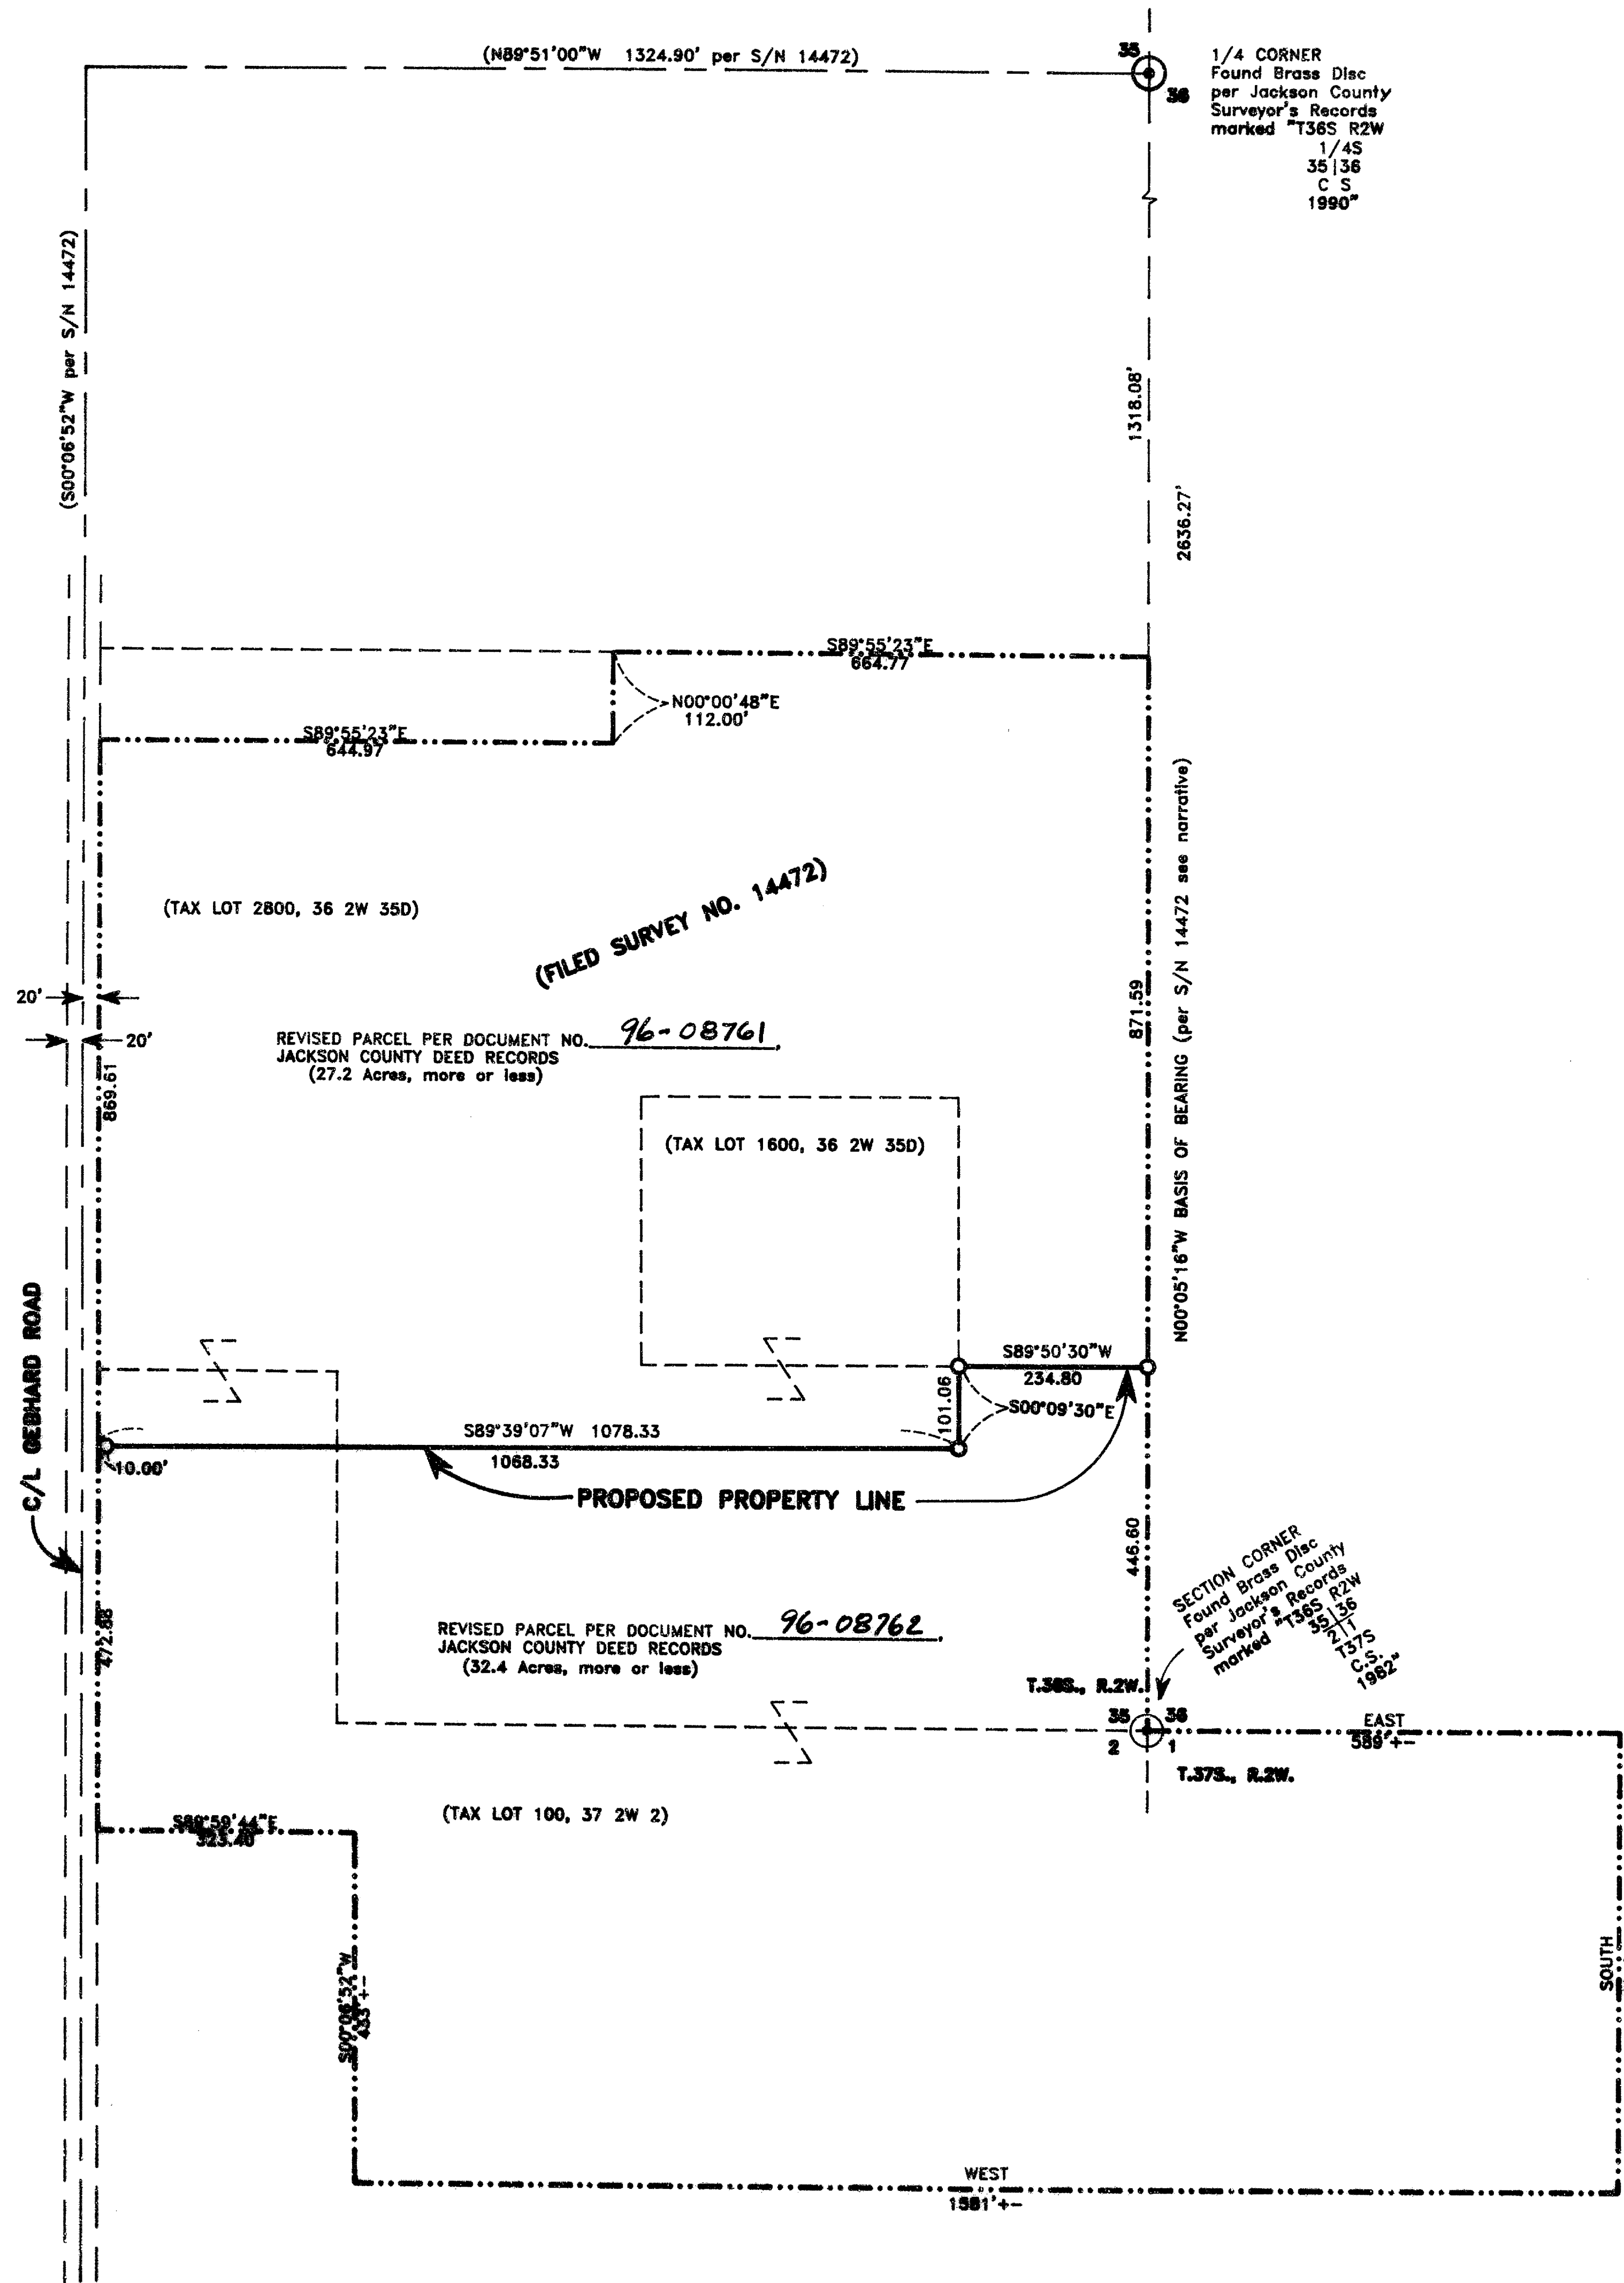 (N89°51'00"W 1324.90' per S/N 14472)
35
36
1/4 CORNER
Found Brass Disc
per Jackson County
Surveyor's Records
marked "T36S R2W
1/4S
35|36
C S
1990"
(S00°06'52"W per S/N 14472)
1318.08'
2636.27'
S89°55'23"E
664.77
N00°00'48"E
112.00'
S89°55'23"E
644.97
(TAX LOT 2800, 36 2W 35D)
(FILED SURVEY NO. 14472)
N00°05'16"W BASIS OF BEARING (per S/N 14472 see narrative)
871.59
20'
20'
869.61
REVISED PARCEL PER DOCUMENT NO. 96-08761,
JACKSON COUNTY DEED RECORDS
(27.2 Acres, more or less)
(TAX LOT 1600, 36 2W 35D)
C/L GEBHARD ROAD
S89°50'30"W
234.80
101.06
S00°09'30"E
S89°39'07"W 1078.33
1068.33
10.00'
PROPOSED PROPERTY LINE
446.60
SECTION CORNER
Found Brass Disc
per Jackson County
Surveyor's Records
marked "T36S R2W
35|36
2|1
T37S
C.S.
1982"
472.88
REVISED PARCEL PER DOCUMENT NO. 96-08762,
JACKSON COUNTY DEED RECORDS
(32.4 Acres, more or less)
T.36S., R.2W.
35 36
2 1
EAST
589'+-
T.37S., R.2W.
(TAX LOT 100, 37 2W 2)
S89°59'44"E
323.40
S00°06'52"W
433'+-
SOUTH
WEST
1581'+-